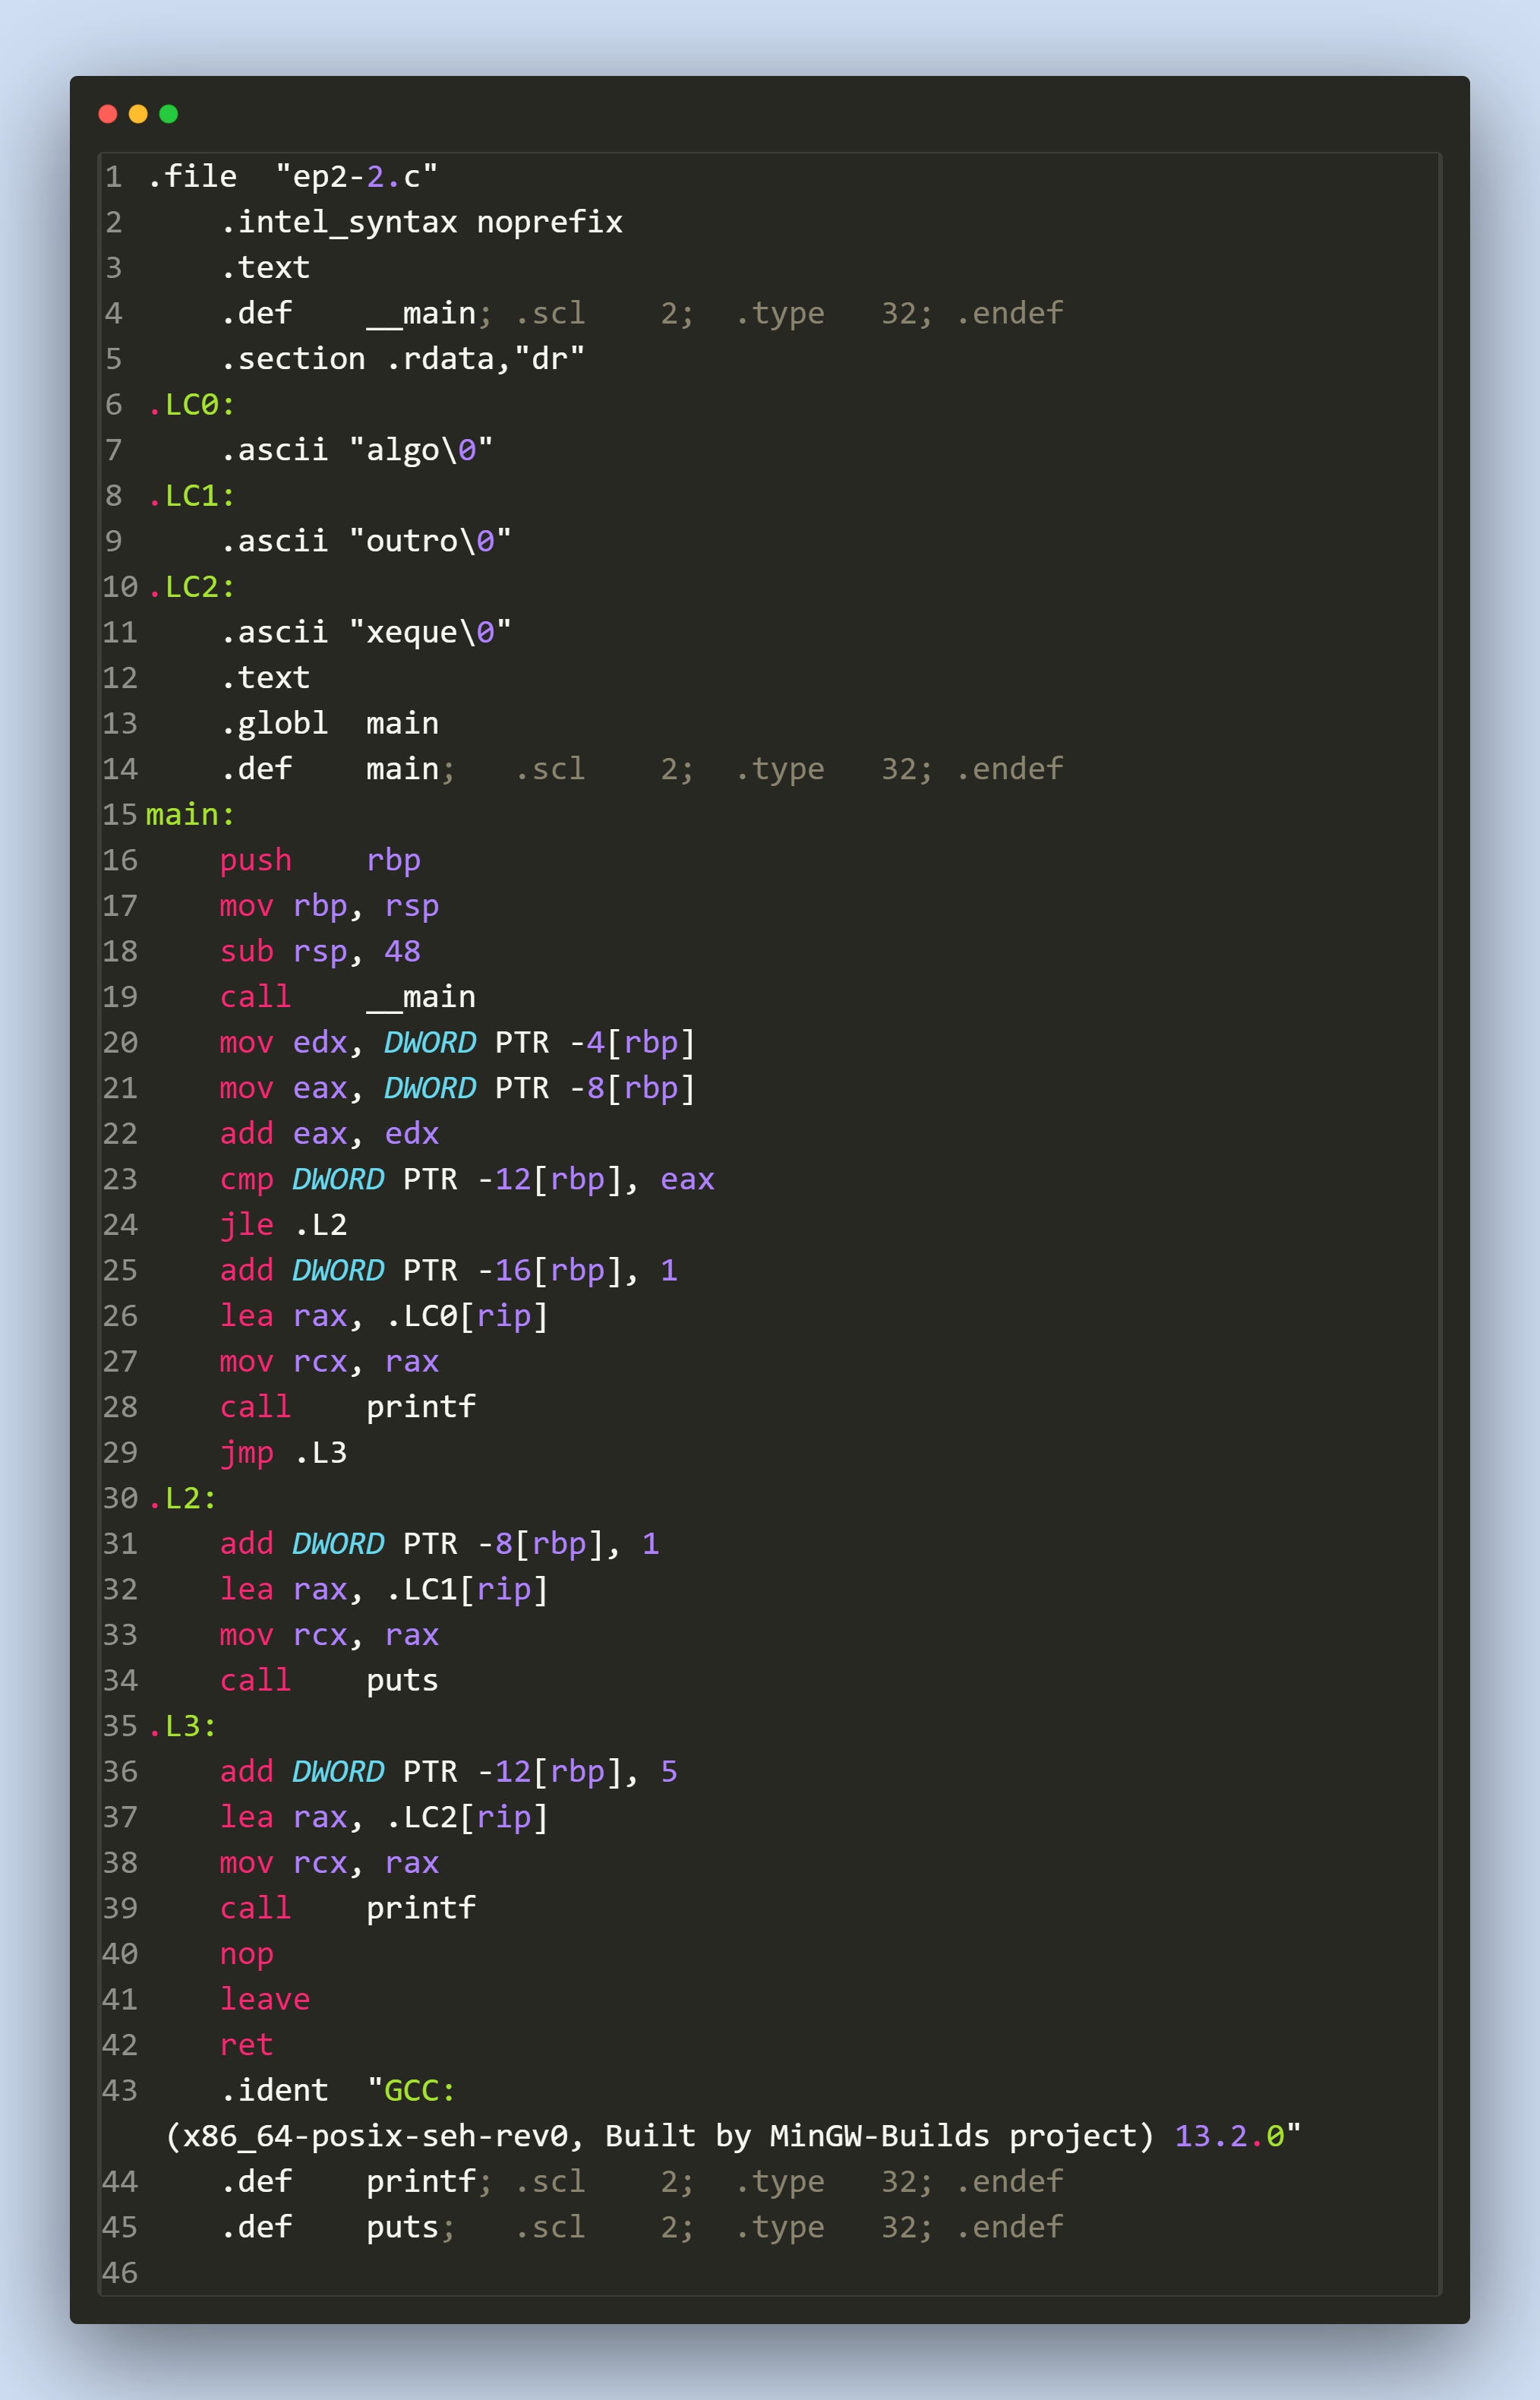 1 .file  "ep2-2.c"
2     .intel_syntax noprefix
3     .text
4     .def    __main; .scl    2;  .type   32; .endef
5     .section .rdata,"dr"
6 .LC0:
7     .ascii "algo\0"
8 .LC1:
9     .ascii "outro\0"
10 .LC2:
11     .ascii "xeque\0"
12     .text
13     .globl  main
14     .def    main;   .scl    2;  .type   32; .endef
15 main:
16     push    rbp
17     mov rbp, rsp
18     sub rsp, 48
19     call    __main
20     mov edx, DWORD PTR -4[rbp]
21     mov eax, DWORD PTR -8[rbp]
22     add eax, edx
23     cmp DWORD PTR -12[rbp], eax
24     jle .L2
25     add DWORD PTR -16[rbp], 1
26     lea rax, .LC0[rip]
27     mov rcx, rax
28     call    printf
29     jmp .L3
30 .L2:
31     add DWORD PTR -8[rbp], 1
32     lea rax, .LC1[rip]
33     mov rcx, rax
34     call    puts
35 .L3:
36     add DWORD PTR -12[rbp], 5
37     lea rax, .LC2[rip]
38     mov rcx, rax
39     call    printf
40     nop
41     leave
42     ret
43     .ident  "GCC:
(x86_64-posix-seh-rev0, Built by MinGW-Builds project) 13.2.0"
44     .def    printf; .scl    2;  .type   32; .endef
45     .def    puts;   .scl    2;  .type   32; .endef
46